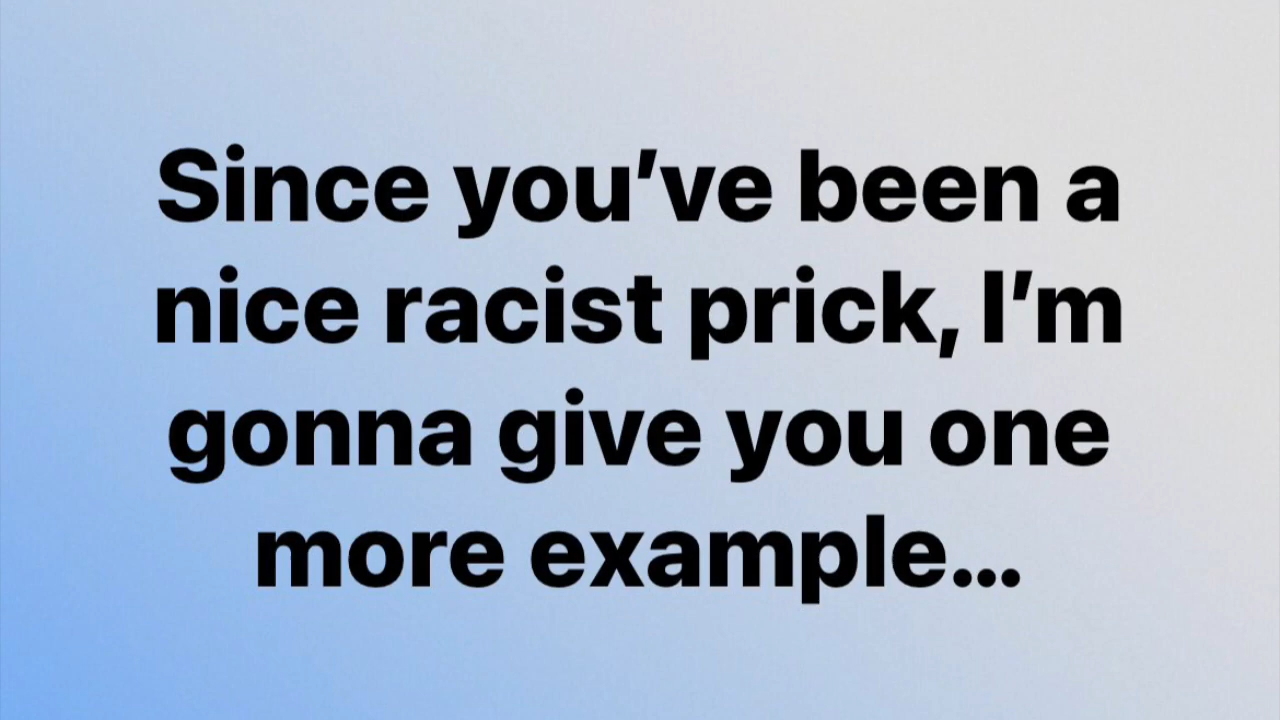 Since you’ve been a
nice racist prick, I’m
gonna give you one
more example…